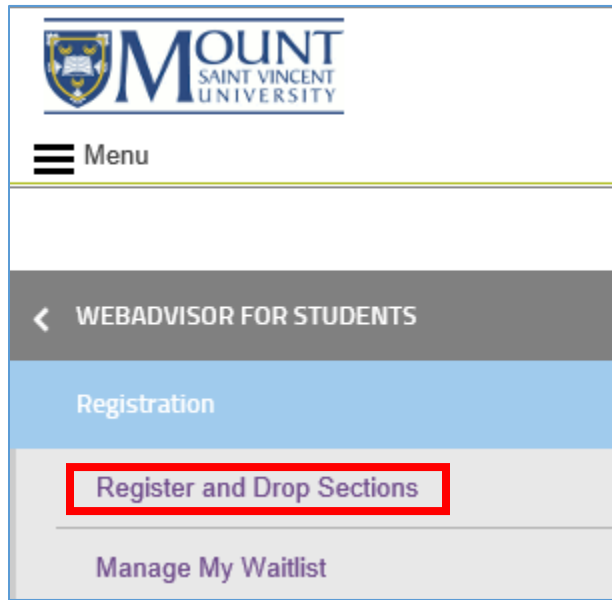 MOUNT
SAINT VINCENT
UNIVERSITY
Menu
WEBADVISOR FOR STUDENTS
Registration
Register and Drop Sections
Manage My Waitlist